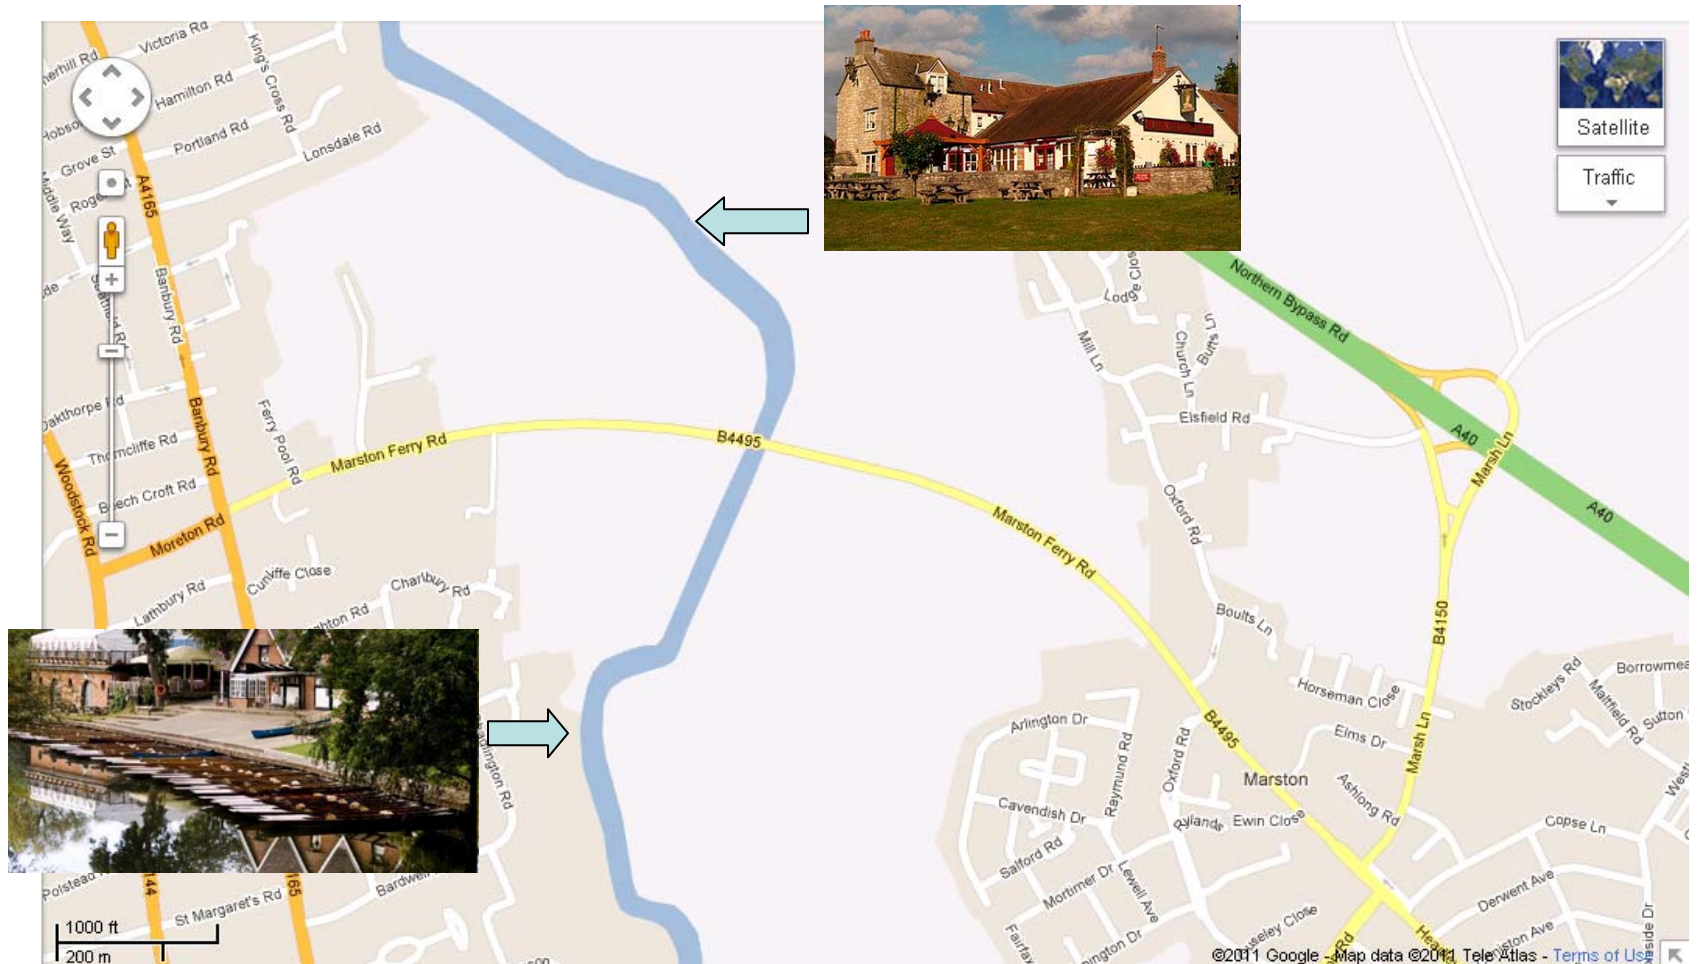 Victoria Rd
King's Cross Rd
Hamilton Rd
Portland Rd
Lonsdale Rd
Grove St
Middle Way
A4165
Banbury Rd
Banbury Rd
Ferry Pool Rd
Thorncliffe Rd
Beech Croft Rd
Woodstock Rd
Moreton Rd
Marston Ferry Rd
B4495
Marston Ferry Rd
Cunliffe Close
Lathbury Rd
Charlbury Rd
Satellite
Traffic
Northern Bypass Rd
Mill Ln
Church Ln
Butts Ln
Elsfield Rd
A40
Marsh Ln
A40
Oxford Rd
Boults Ln
B4150
Horseman Close
Elms Dr
Marsh Ln
Stockleys Rd
Maltfield Rd
Arlington Dr
Raymund Rd
Oxford Rd
B4495
Marston
Cavendish Dr
Ewin Close
Ashlong Rd
Copse Ln
Salford Rd
Mortimer Dr
Lewell Ave
Derwent Ave
St Margaret's Rd
1000 ft
200 m
©2011 Google - Map data ©2011 Tele Atlas - Terms of Use